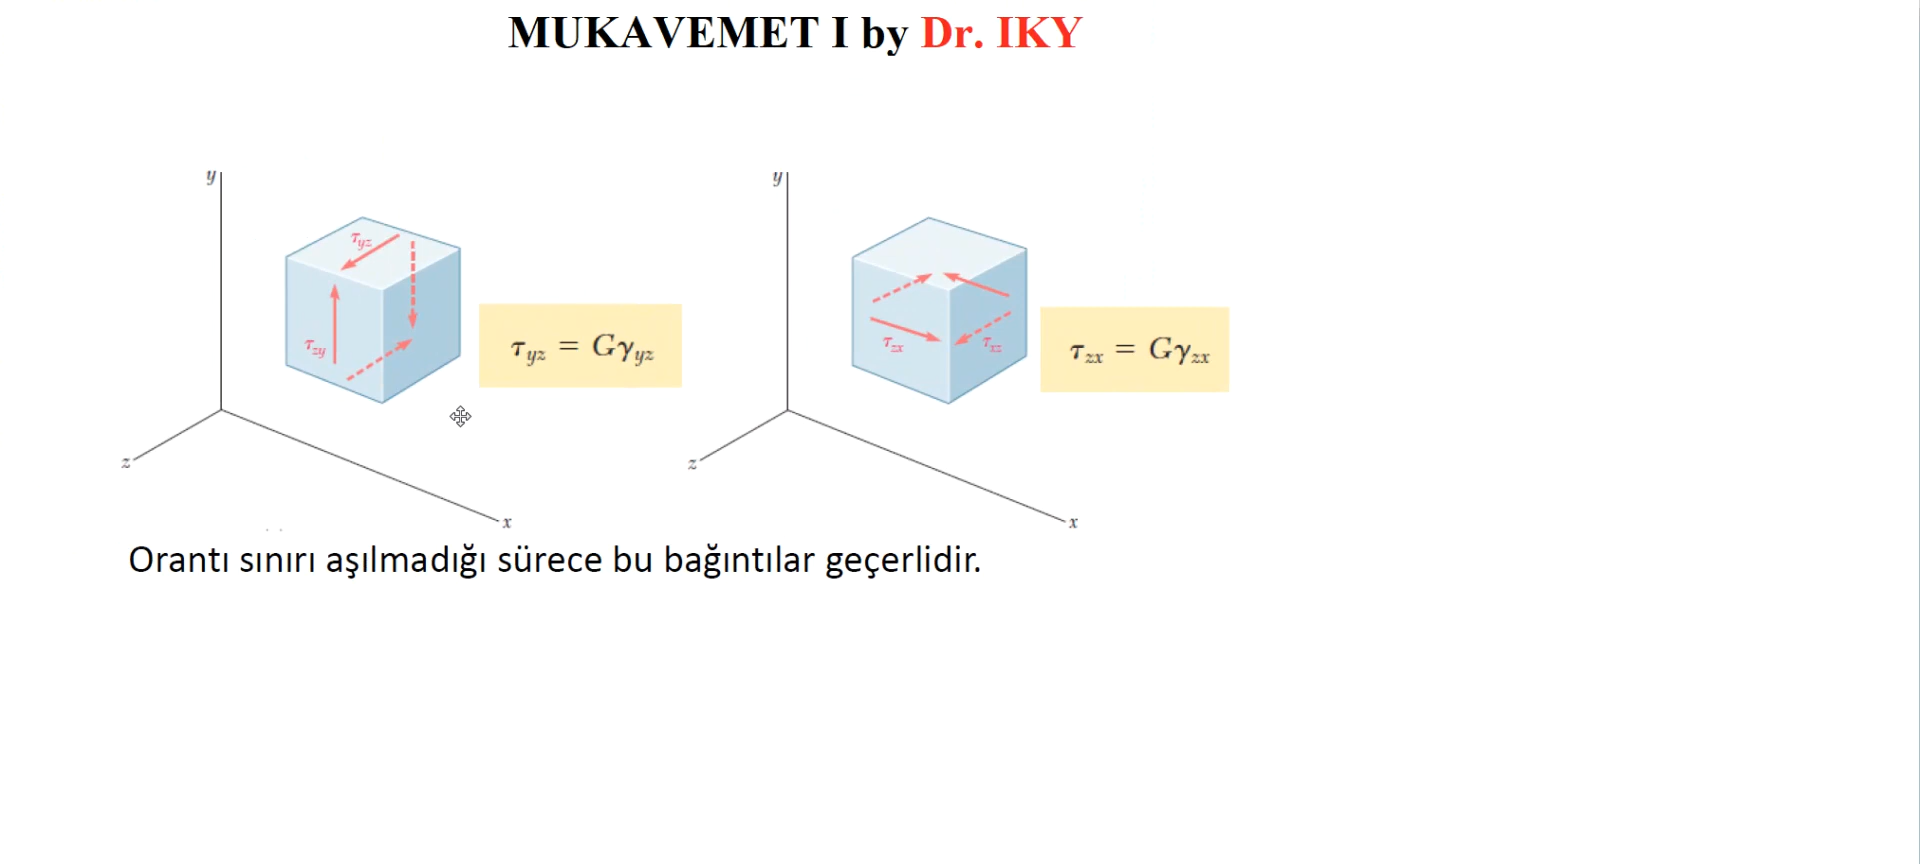 MUKAVEMET I by Dr. IKY
y
y
τyz
τzy
τyz = Gγyz
τzx
τxz
τzx = Gγzx
z
z
x
x
Orantı sınırı aşılmadığı sürece bu bağıntılar geçerlidir.